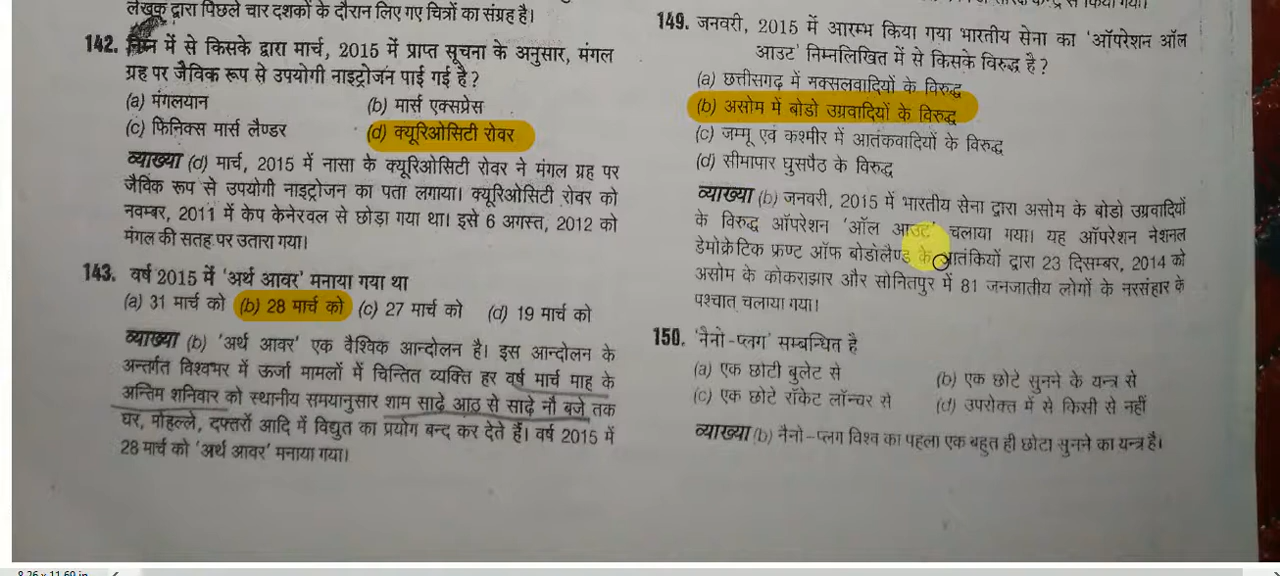 लेखक द्वारा पिछले चार दशकों के दौरान लिए गए चित्रों का संग्रह है।
142. निम्न में से किसके द्वारा मार्च, 2015 में प्राप्त सूचना के अनुसार, मंगल
ग्रह पर जैविक रूप से उपयोगी नाइट्रोजन पाई गई है?
(a) मंगलयान (b) मार्स एक्सप्रेस
(c) फिनिक्स मार्स लैण्डर (d) क्यूरिओसिटी रोवर
व्याख्या (d) मार्च, 2015 में नासा के क्यूरिओसिटी रोवर ने मंगल ग्रह पर
जैविक रूप से उपयोगी नाइट्रोजन का पता लगाया। क्यूरिओसिटी रोवर को
नवम्बर, 2011 में केप केनेरवल से छोड़ा गया था। इसे 6 अगस्त, 2012 को
मंगल की सतह पर उतारा गया।
143. वर्ष 2015 में 'अर्थ आवर' मनाया गया था
(a) 31 मार्च को (b) 28 मार्च को (c) 27 मार्च को (d) 19 मार्च को
व्याख्या (b) 'अर्थ आवर' एक वैश्विक आन्दोलन है। इस आन्दोलन के
अन्तर्गत विश्वभर में ऊर्जा मामलों में चिन्तित व्यक्ति हर वर्ष मार्च माह के
अन्तिम शनिवार को स्थानीय समयानुसार शाम साढ़े आठ से साढ़े नौ बजे तक
घर, मोहल्ले, दफ्तरों आदि में विद्युत का प्रयोग बन्द कर देते हैं। वर्ष 2015 में
28 मार्च को 'अर्थ आवर' मनाया गया।
से किया गया।
149. जनवरी, 2015 में आरम्भ किया गया भारतीय सेना का 'ऑपरेशन ऑल
आउट' निम्नलिखित में से किसके विरुद्ध है?
(a) छत्तीसगढ़ में नक्सलवादियों के विरुद्ध
(b) असोम में बोडो उग्रवादियों के विरुद्ध
(c) जम्मू एवं कश्मीर में आतंकवादियों के विरुद्ध
(d) सीमापार घुसपैठ के विरुद्ध
व्याख्या (b) जनवरी, 2015 में भारतीय सेना द्वारा असोम के बोडो उग्रवादियों
के विरुद्ध ऑपरेशन 'ऑल आउट' चलाया गया। यह ऑपरेशन नेशनल
डेमोक्रेटिक फ्रण्ट ऑफ बोडोलैण्ड के आतंकियों द्वारा 23 दिसम्बर, 2014 को
असोम के कोकराझार और सोनितपुर में 81 जनजातीय लोगों के नरसंहार के
पश्चात् चलाया गया।
150. 'नैनो-प्लग' सम्बन्धित है
(a) एक छोटी बुलेट से (b) एक छोटे सुनने के यन्त्र से
(c) एक छोटे रॉकेट लॉन्चर से (d) उपरोक्त में से किसी से नहीं
व्याख्या (b) नैनो-प्लग विश्व का पहला एक बहुत ही छोटा सुनने का यन्त्र है।
8.26 x 11.69 in